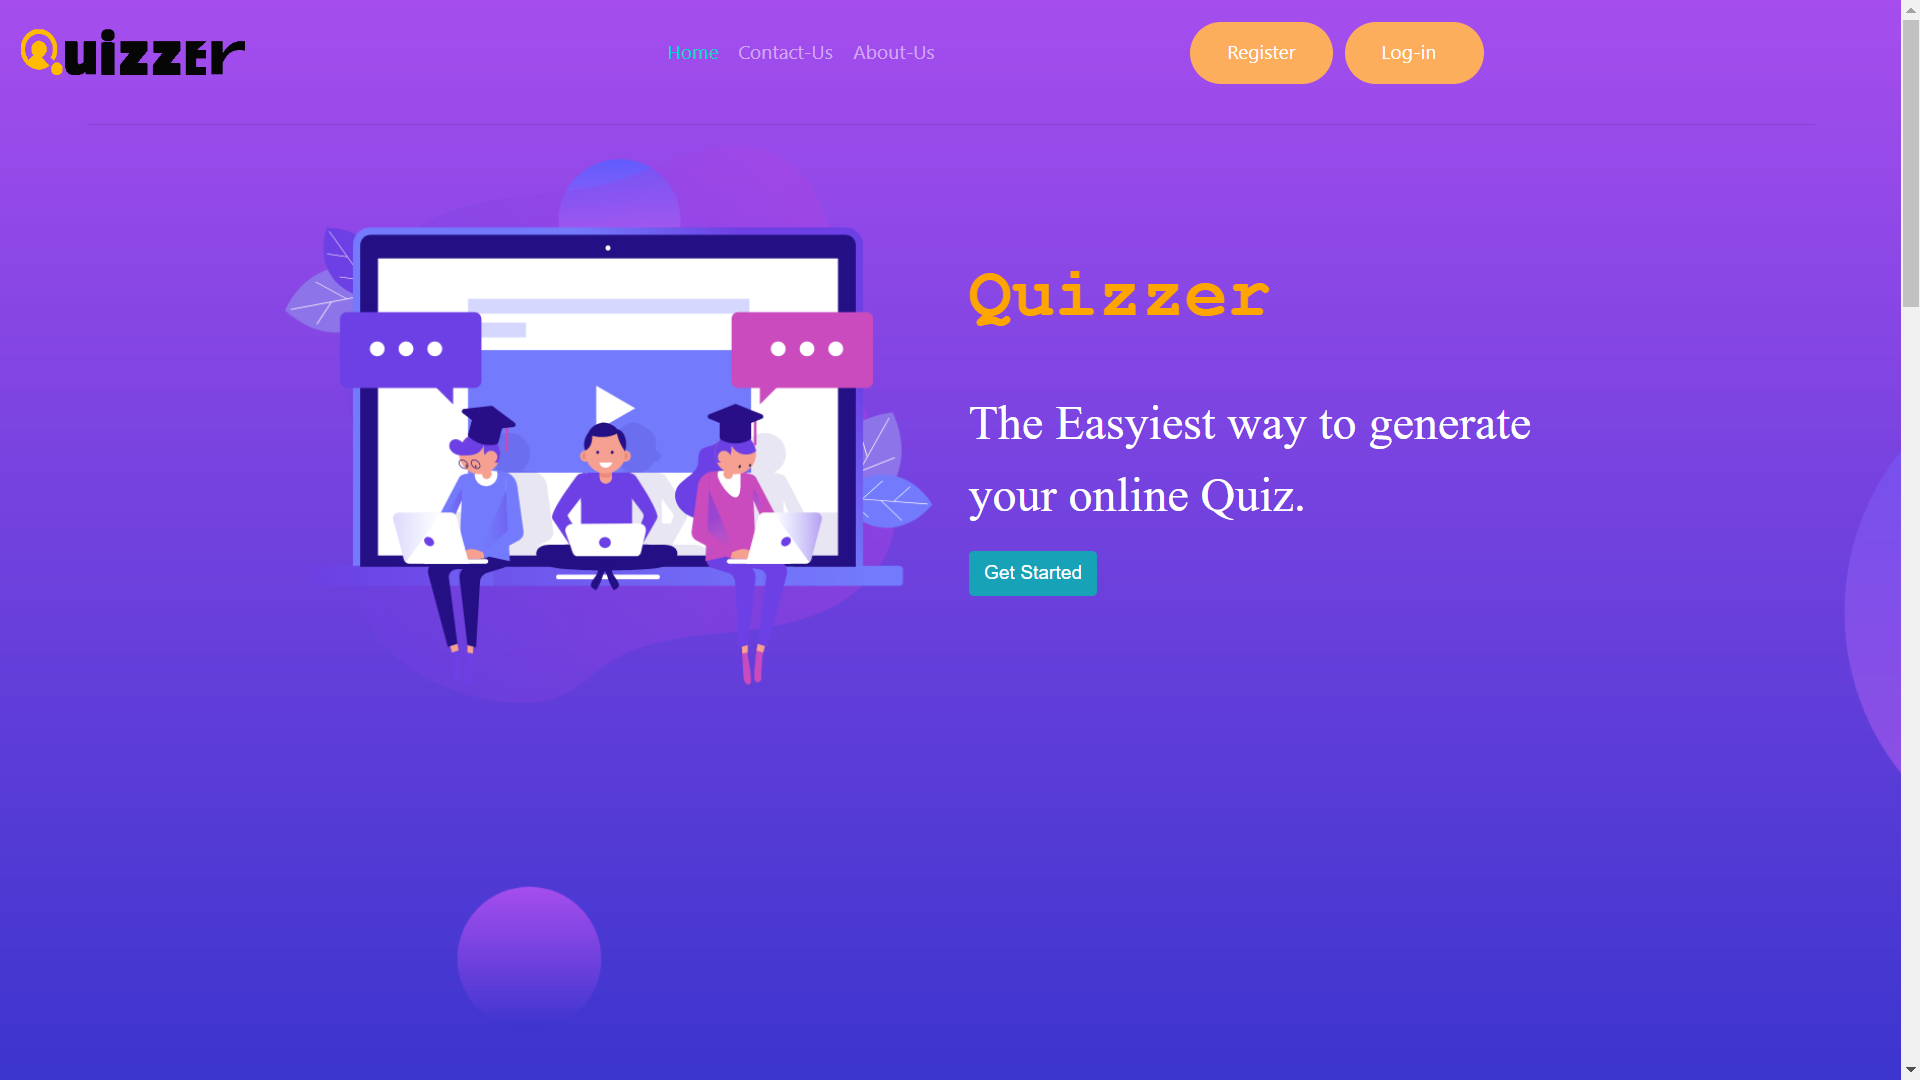 QuizzEr
Home Contact-Us About-Us
Register Log-in
Quizzer
The Easyiest way to generate
your online Quiz.
Get Started